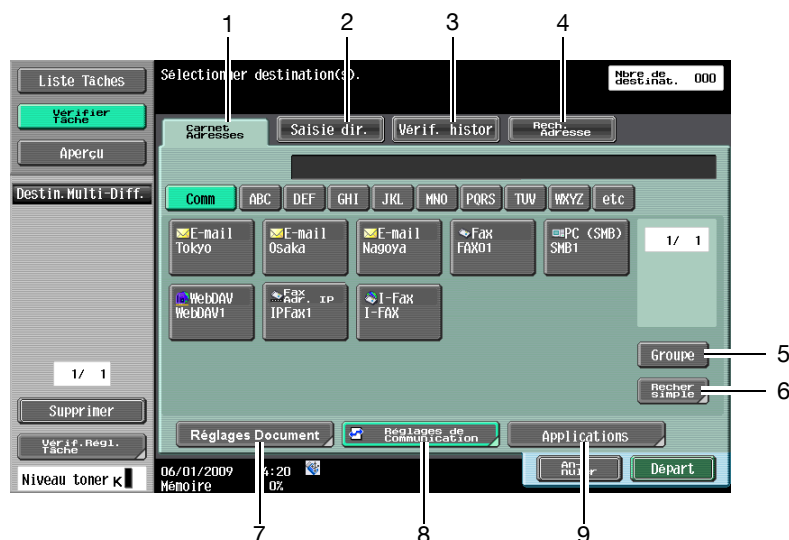 1 2 3 4
Liste Tâches
Vérifier
Tâche
Aperçu
Destin.Multi-Diff.
1/ 1
Supprimer
Vérif.Régl.
Tâche
Niveau toner K
Sélectionner destination(s).
Nbre de
destinat. 000
Carnet
Adresses
Saisie dir.
Vérif. histor
Rech.
Adresse
Comm ABC DEF GHI JKL MNO PQRS TUV WXYZ etc
E-mail
Tokyo
E-mail
Osaka
E-mail
Nagoya
Fax
FAX01
PC (SMB)
SMB1
1/ 1
WebDAV
WebDAV1
Fax
Adr. IP
IPFax1
I-Fax
I-FAX
Groupe
5
Recher
simple
6
Réglages Document
Réglages de
Communication
Applications
06/01/2009 4:20
Mémoire 0%
An-
nuler
Départ
7 8 9